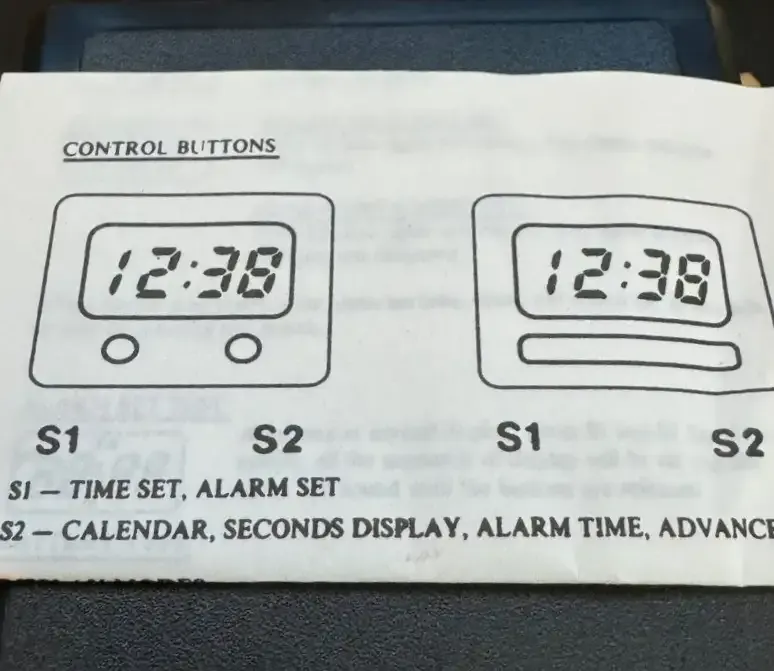 CONTROL BUTTONS
12:38 12:38
S1 S2 S1 S2
S1 — TIME SET, ALARM SET
S2 — CALENDAR, SECONDS DISPLAY, ALARM TIME, ADVANCE